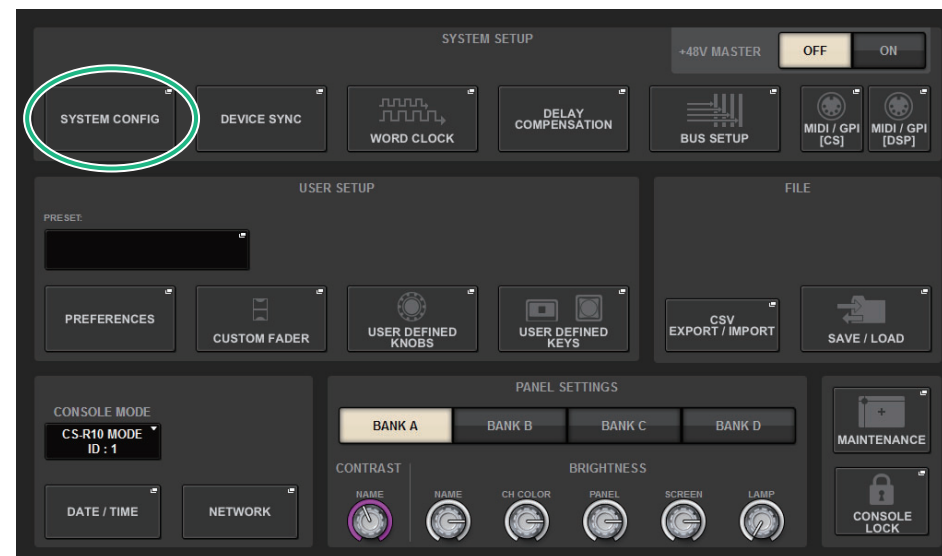 SYSTEM SETUP
+48V MASTER
OFF
ON
SYSTEM CONFIG
DEVICE SYNC
WORD CLOCK
DELAY
COMPENSATION
BUS SETUP
MIDI / GPI
[CS]
MIDI / GPI
[DSP]
USER SETUP
PRESET:
PREFERENCES
CUSTOM FADER
USER DEFINED
KNOBS
USER DEFINED
KEYS
FILE
CSV
EXPORT / IMPORT
SAVE / LOAD
CONSOLE MODE
CS-R10 MODE
ID : 1
DATE / TIME
NETWORK
PANEL SETTINGS
BANK A
BANK B
BANK C
BANK D
CONTRAST
BRIGHTNESS
NAME
NAME
CH COLOR
PANEL
SCREEN
LAMP
MAINTENANCE
CONSOLE
LOCK